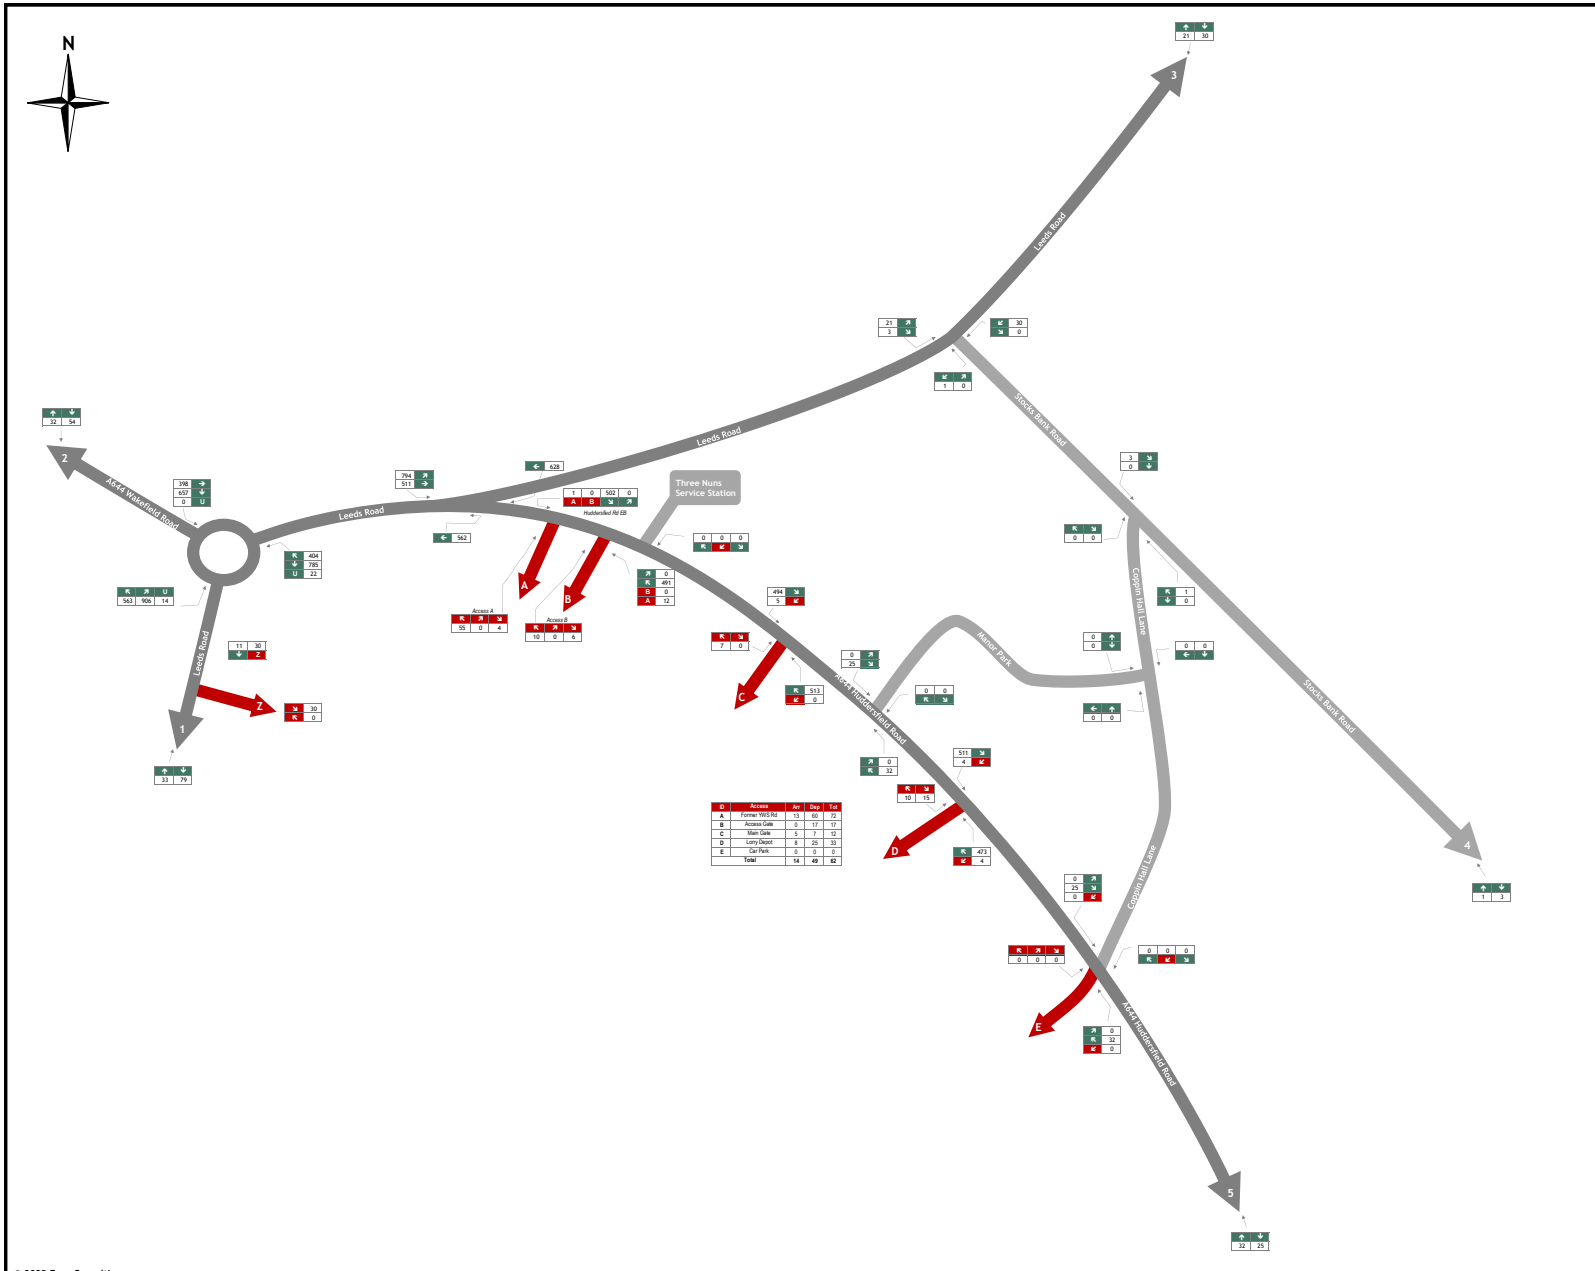 N
↑ ↓
21 30
3
Leeds Road
21 ↗
3 ↘
↙ 30
↘ 0
↙ ↗
1 0
Stocks Bank Road
Leeds Road
↑ ↓
32 54
2
A644 Wakefield Road
398 →
657 ↓
0 U
794 ↗
511 →
← 628
1 0 502 0
A B ↘ ↗
Huddersfield Rd EB
Three Nuns
Service Station
3 ↘
0 ↓
Leeds Road
← 562
↖ 404
↓ 785
U 22
0 0 0
↖ ↙ ↘
↖ ↘
0 0
↖ ↗ U
563 906 14
A
B
↗ 0
↖ 491
B 0
A 12
494 ↘
5 ↙
↖ 1
↓ 0
Coppin Hall Lane
Access A
↖ ↗ ↘
55 0 4
Access B
↖ ↗ ↘
10 0 6
↖ ↘
7 0
Manor Park
0 ↑
0 ↓
0 0
← ↓
Leeds Road
11 30
↓ Z
0 ↗
25 ↘
C
↖ 513
↙ 0
A644 Huddersfield Road
0 0
↖ ↘
← ↑
0 0
Stocks Bank Road
Z
↘ 30
↖ 0
1
↑ ↓
33 79
↗ 0
↖ 32
511 ↘
4 ↙
↖ ↘
10 15
ID Access Arr Dep Tot
A Former YWS Rd 13 60 72
B Access Gate 0 17 17
C Main Gate 5 7 12
D Lorry Depot 8 25 33
E Car Park 0 0 0
Total 14 49 62
D
↖ 473
↙ 4
4
↑ ↓
1 3
0 ↗
25 ↘
0 ↙
Coppin Hall Lane
↖ ↗ ↘
0 0 0
0 0 0
↖ ↙ ↘
E
↗ 0
↖ 32
↙ 0
A644 Huddersfield Road
5
↑ ↓
32 25